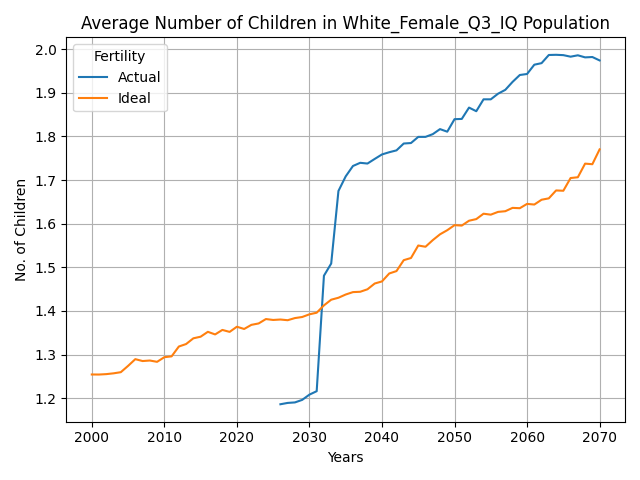 Average Number of Children in White_Female_Q3_IQ Population
Fertility
Actual
Ideal
No. of Children
2.0
1.9
1.8
1.7
1.6
1.5
1.4
1.3
1.2
2000 2010 2020 2030 2040 2050 2060 2070
Years